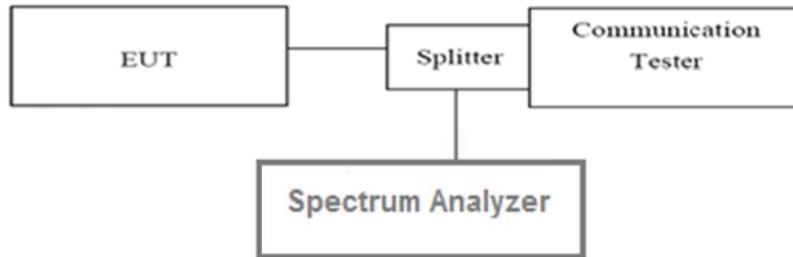 EUT
Splitter
Communication
Tester
Spectrum Analyzer